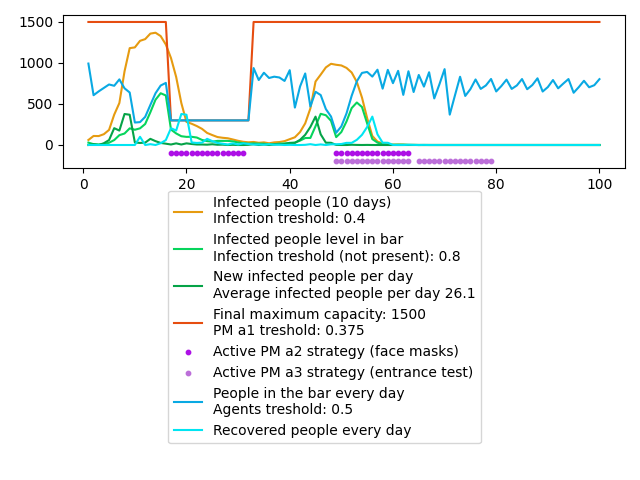 1500
1000
500
0
0 20 40 60 80 100
Infected people (10 days)
Infection treshold: 0.4
Infected people level in bar
Infection treshold (not present): 0.8
New infected people per day
Average infected people per day 26.1
Final maximum capacity: 1500
PM a1 treshold: 0.375
Active PM a2 strategy (face masks)
Active PM a3 strategy (entrance test)
People in the bar every day
Agents treshold: 0.5
Recovered people every day